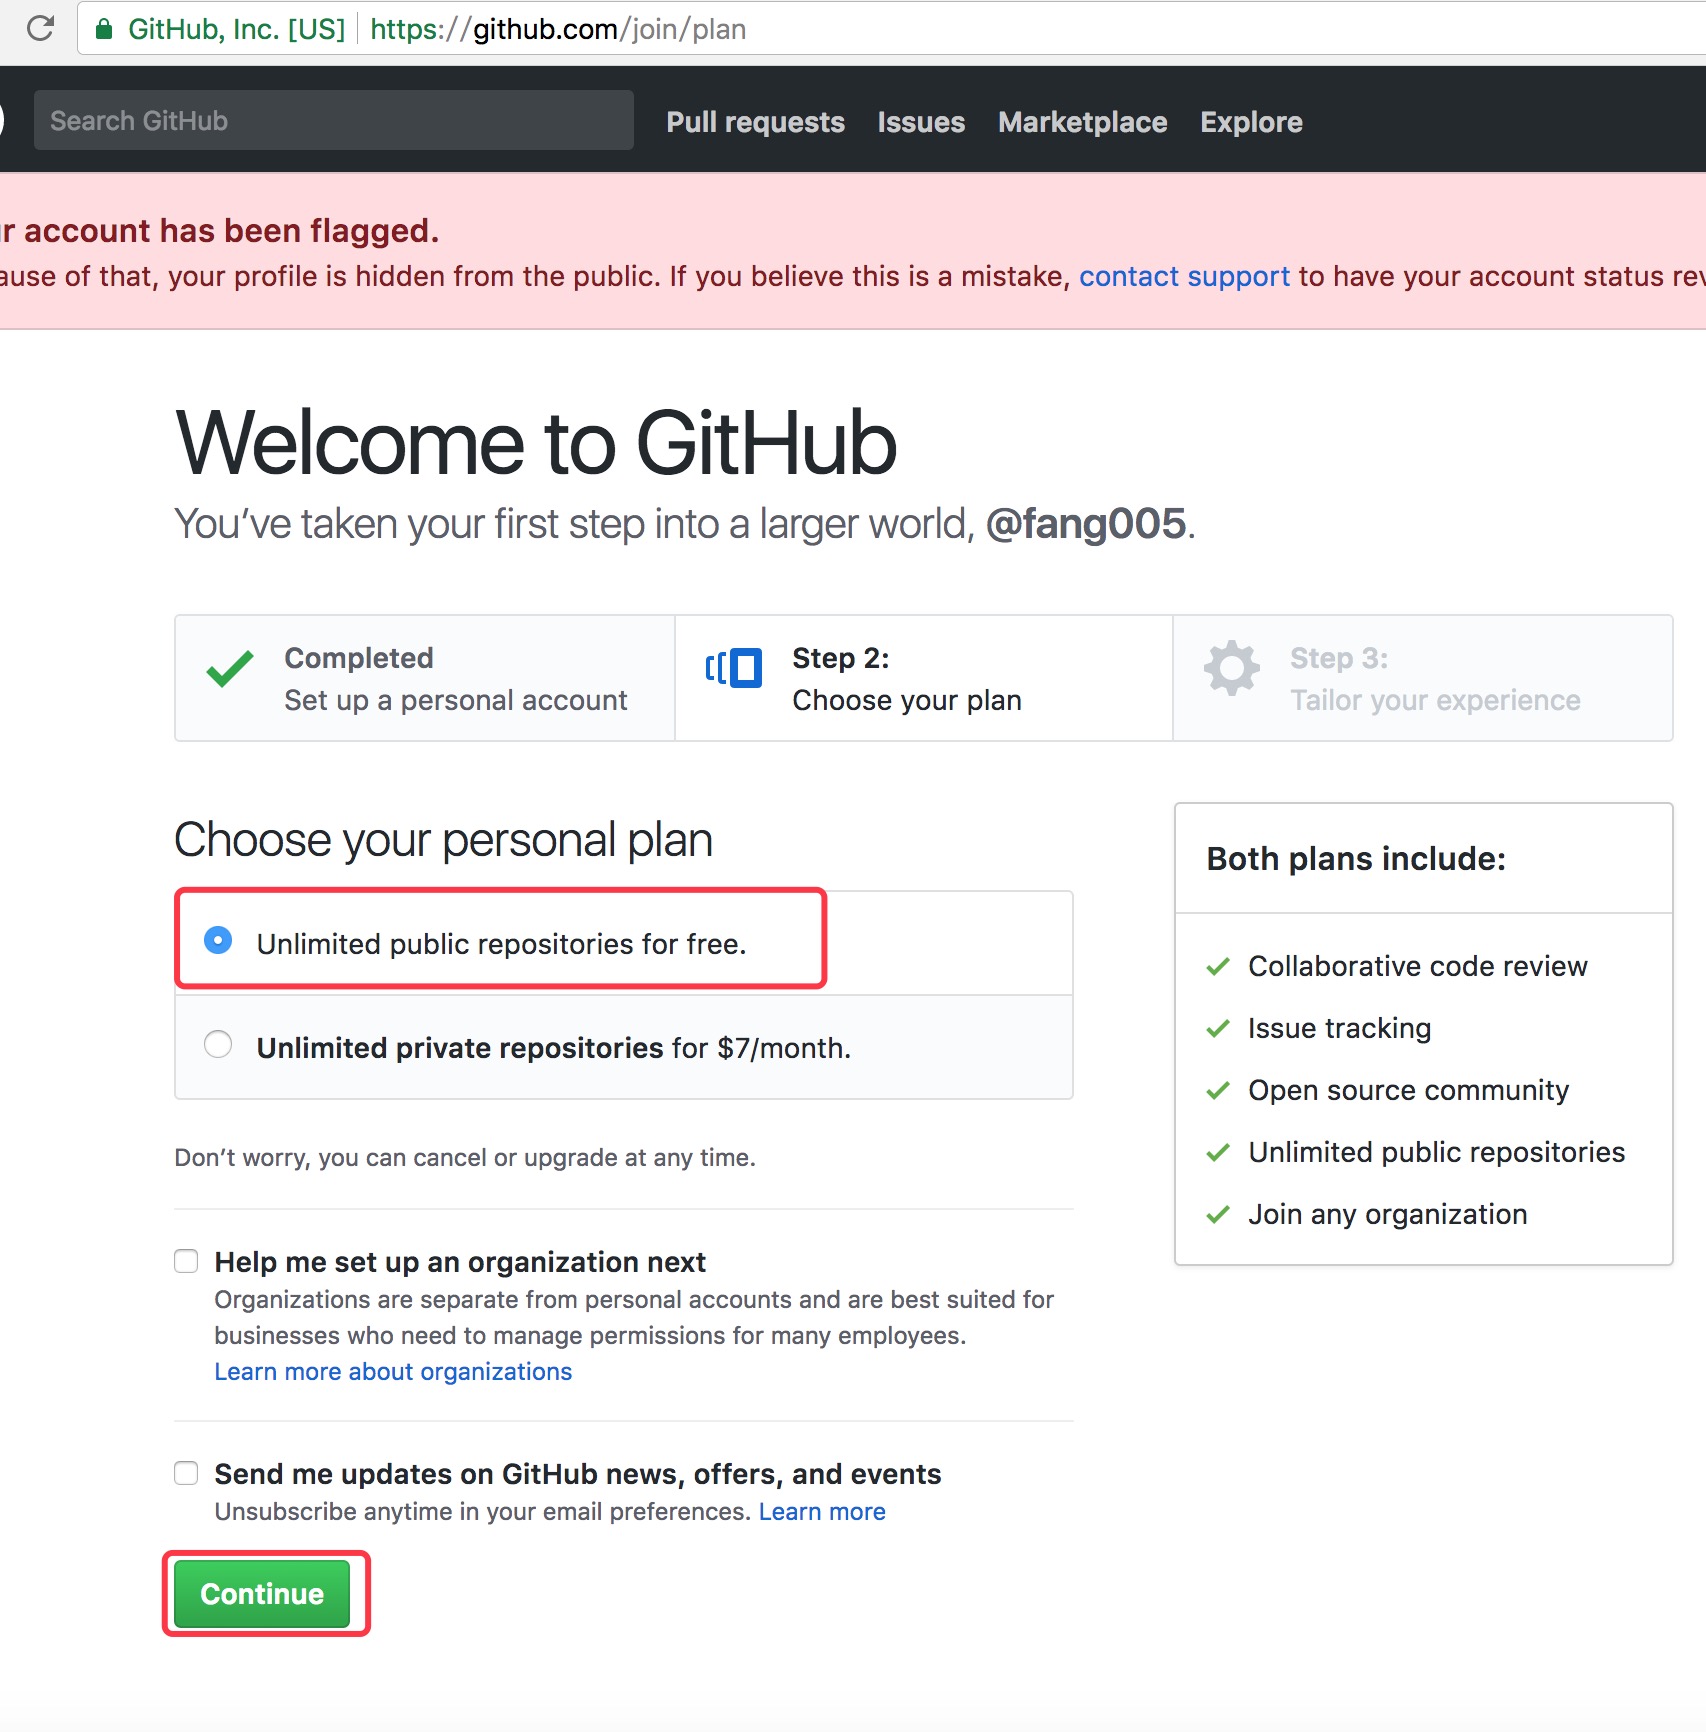 GitHub, Inc. [US] https://github.com/join/plan
Search GitHub Pull requests Issues Marketplace Explore
account has been flagged.
of that, your profile is hidden from the public. If you believe this is a mistake, contact support to have your account status
Welcome to GitHub
You’ve taken your first step into a larger world, @fang005.
Completed
Set up a personal account
Step 2:
Choose your plan
Step 3:
Tailor your experience
Choose your personal plan
Unlimited public repositories for free.
Unlimited private repositories for $7/month.
Don’t worry, you can cancel or upgrade at any time.
Help me set up an organization next
Organizations are separate from personal accounts and are best suited for
businesses who need to manage permissions for many employees.
Learn more about organizations
Send me updates on GitHub news, offers, and events
Unsubscribe anytime in your email preferences. Learn more
Continue
Both plans include:
Collaborative code review
Issue tracking
Open source community
Unlimited public repositories
Join any organization